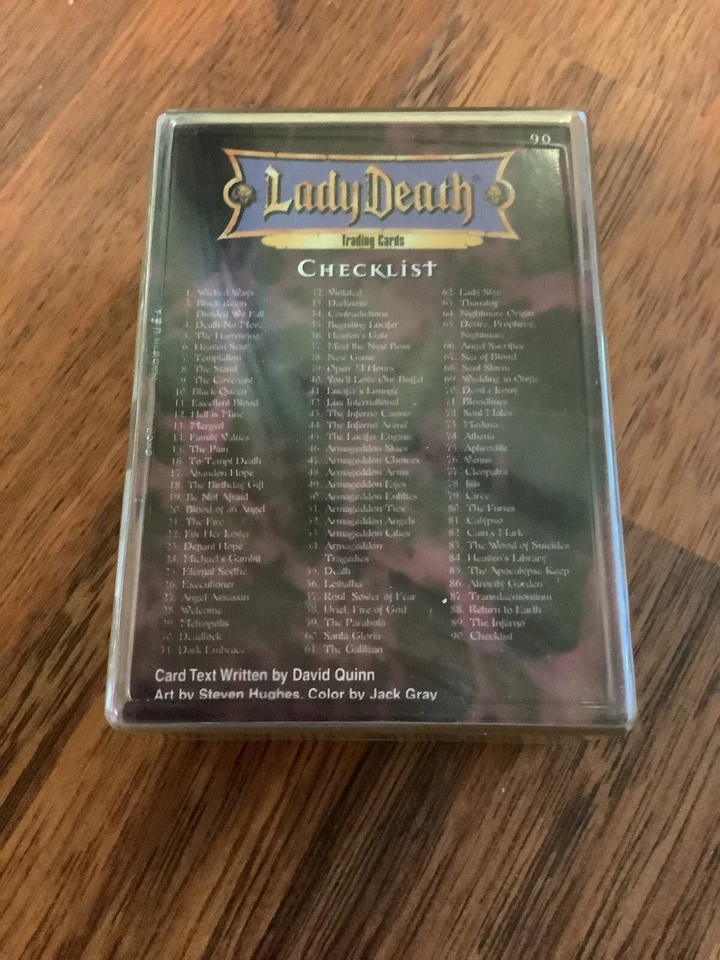 90
Lady Death
Trading Cards
CHECKLIST
1. Wicked Ways
2. Black Reign
3. Divided We Fall
4. Death No More
5. The Harrowing
6. Heaven Sent
7. Temptation
8. The Stand
9. The Covenant
10. Black Queen
11. Excellent Blood
12. Hell is Mine
13. Merged
14. Family Values
15. The Pain
16. To Tempt Death
17. Abandon Hope
18. The Birthday Gift
19. Be Not Afraid
20. Blood of an Angel
21. The Fire
22. For Her Lover
23. Depard Hope
24. Michael's Gambit
25. Eternal Scythe
26. Executioner
27. Angel Assassin
28. Welcome
29. Metropolis
30. Deadlock
31. Dark Embrace
32. Violated
33. Darkness
34. Contradictions
35. Beguiling Lucifer
36. Heaven's Gate
37. Meet the New Boss
38. New Game
39. Open 24 Hours
40. You'll Love Our Buffet
41. Lucifer's Lounge
42. Lux International
43. The Inferno Casino
44. The Inferno Arena
45. The Lucifer Engine
46. Armageddon Skies
47. Armageddon Choices
48. Armageddon Arms
49. Armageddon Eyes
50. Armageddon Entities
51. Armageddon Ties
52. Armageddon Angels
53. Armageddon Cities
54. Armageddon
Tragedies
55. Death
56. Lethalha
57. Roul, Sower of Fear
58. Uriel, Fire of God
59. The Parabola
60. Santa Gloria
61. The Galilean
62. Lady Styx
63. Thanatoy
64. Nightmare Origin
65. Desire, Prophecy,
Nightmare
66. Angel Sacrifice
67. Sea of Blood
68. Soul Storm
69. Wedding in
70. Devil's
71. Bloodlines
72. Soul Mates
73. Medusa
74. Athena
75. Aphrodite
76. Venus
77. Cleopatra
78. Isis
79. Circe
80. The Furies
81. Calypso
82. Cain's Mark
83. The Wood of Suicides
84. Heaven's Library
85. The Apocalypse Keep
86. Atrocity Garden
87. Transdaemonium
88. Return to Earth
89. The Inferno
90. Checklist
Card Text Written by David Quinn
Art by Steven Hughes, Color by Jack Gray
MADE IN U.S.A.